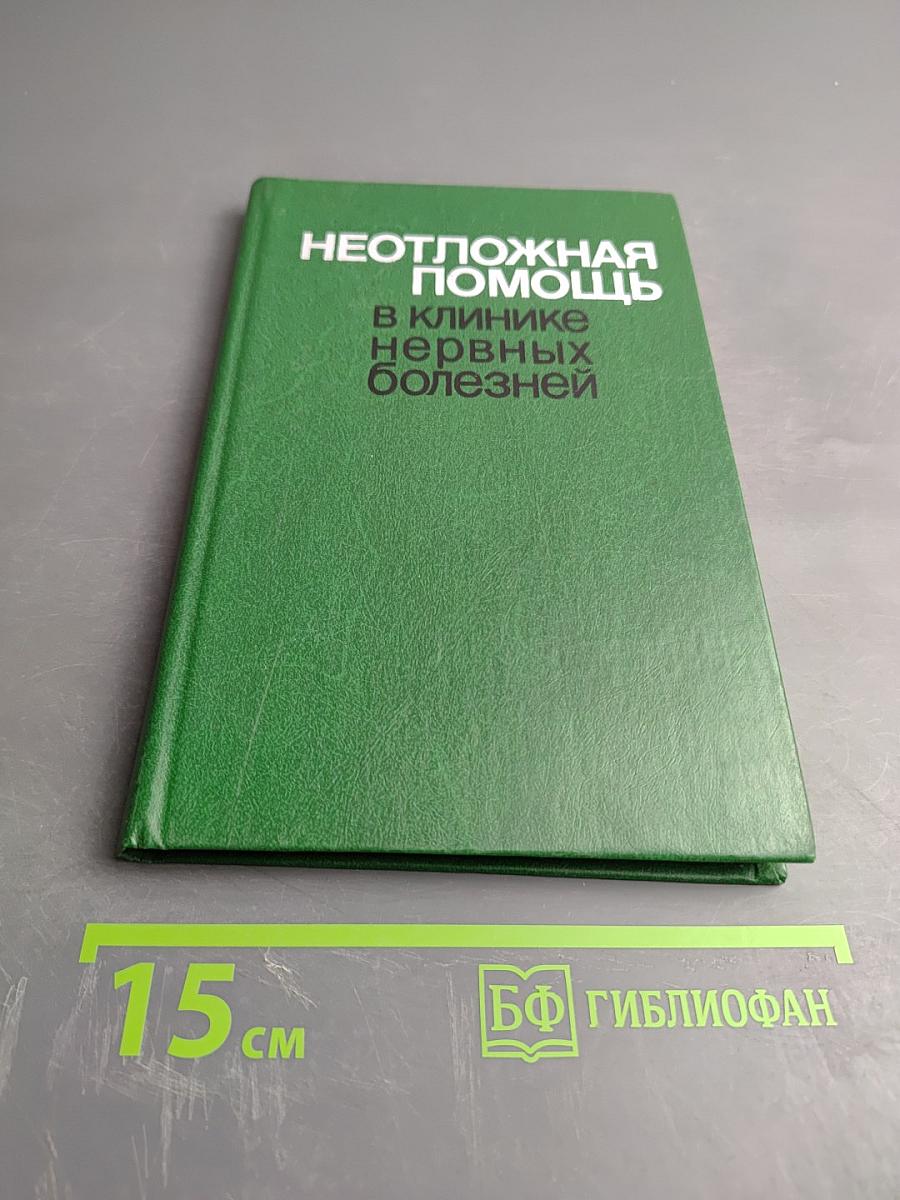 НЕОТЛОЖНАЯ
ПОМОЩЬ
в клинике
нервных
болезней
15 см
БФ ГИБЛИОФАН